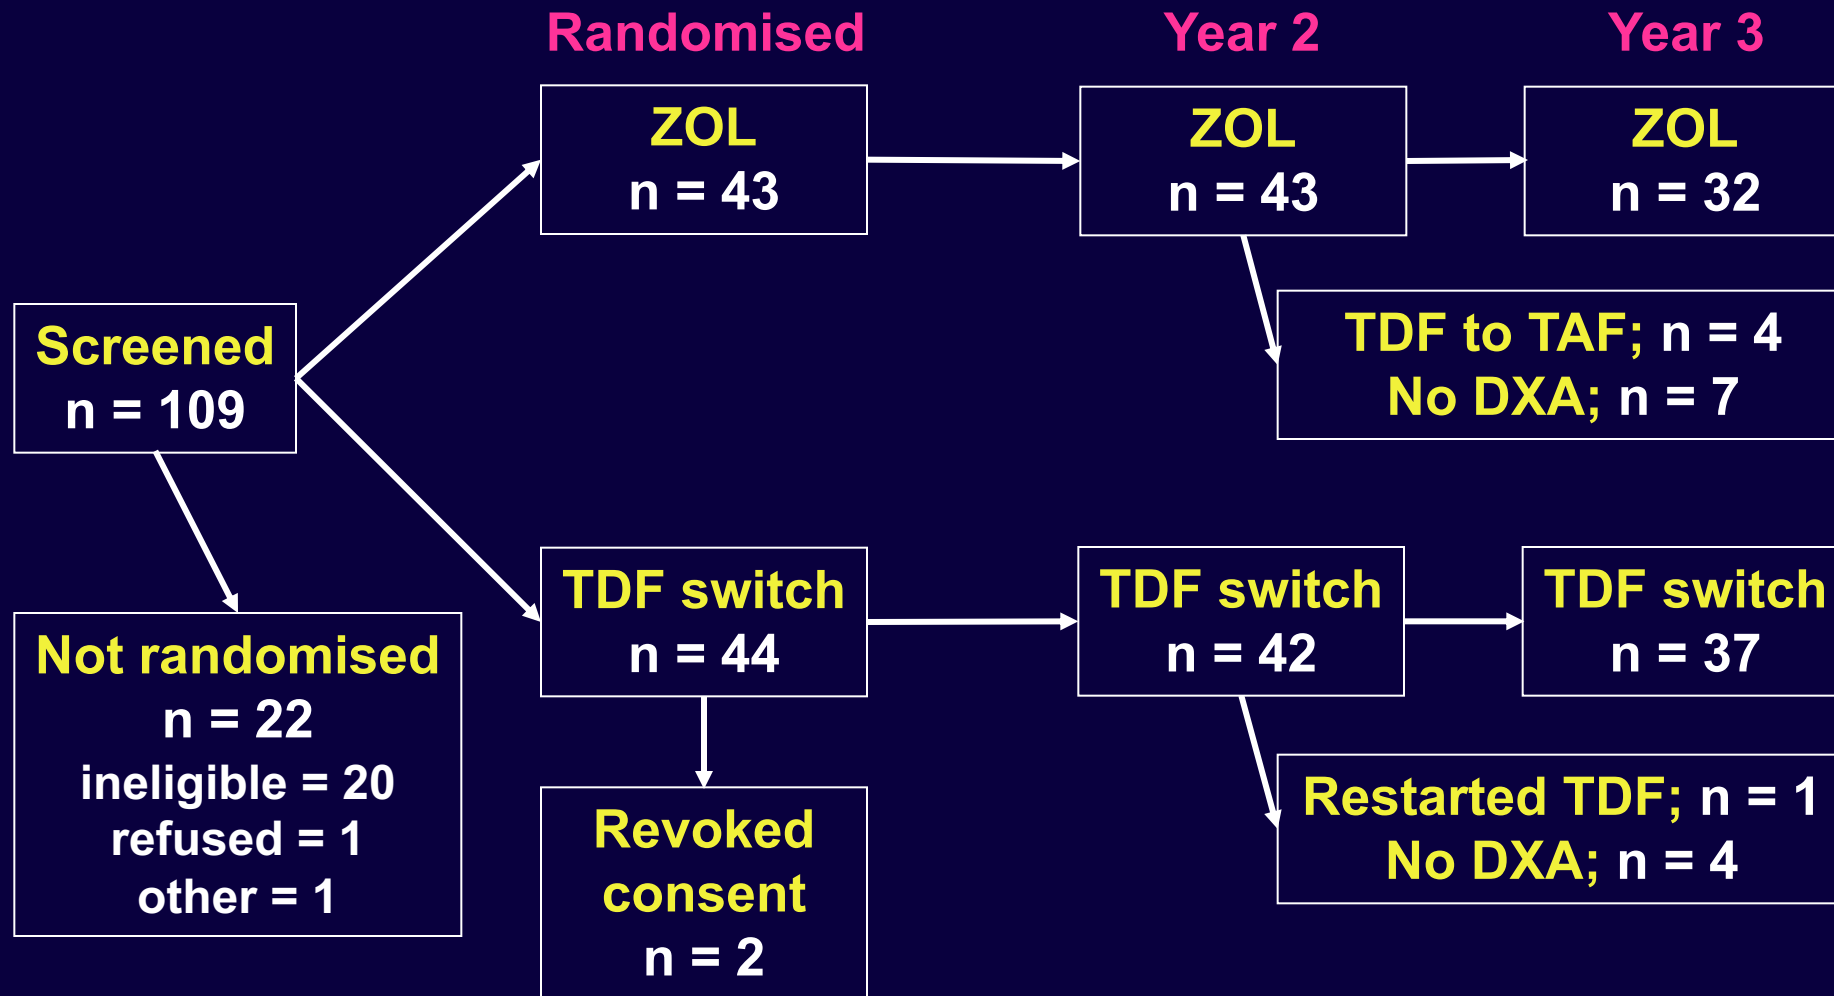 Randomised
Year 2
Year 3
ZOL
n = 43
ZOL
n = 43
ZOL
n = 32
TDF to TAF; n = 4
No DXA; n = 7
Screened
n = 109
Not randomised
n = 22
ineligible = 20
refused = 1
other = 1
TDF switch
n = 44
TDF switch
n = 42
TDF switch
n = 37
Revoked
consent
n = 2
Restarted TDF; n = 1
No DXA; n = 4